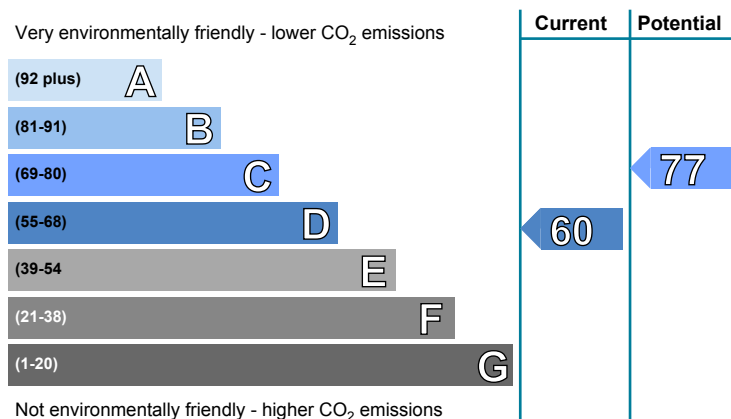 Very environmentally friendly - lower CO2 emissions
Current
Potential
(92 plus) A
(81-91) B
(69-80) C
77
(55-68) D
60
(39-54 E
(21-38) F
(1-20) G
Not environmentally friendly - higher CO2 emissions